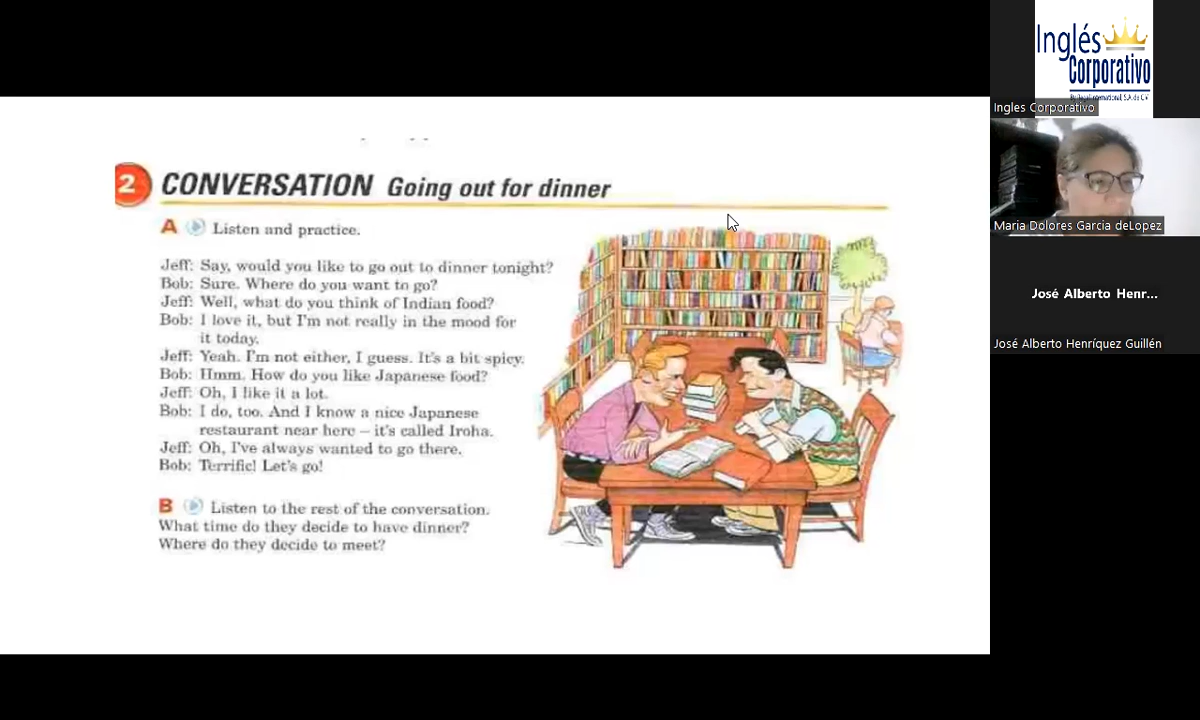 2 CONVERSATION Going out for dinner
A Listen and practice.
Jeff: Say, would you like to go out to dinner tonight?
Bob: Sure. Where do you want to go?
Jeff: Well, what do you think of Indian food?
Bob: I love it, but I'm not really in the mood for
it today.
Jeff: Yeah. I'm not either, I guess. It's a bit spicy.
Bob: Hmm. How do you like Japanese food?
Jeff: Oh, I like it a lot.
Bob: I do, too. And I know a nice Japanese
restaurant near here – it's called Iroha.
Jeff: Oh, I've always wanted to go there.
Bob: Terrific! Let's go!
B Listen to the rest of the conversation.
What time do they decide to have dinner?
Where do they decide to meet?
Inglés
Corporativo
Ingles Corporativo
Maria Dolores Garcia deLopez
José Alberto Henr...
José Alberto Henríquez Guillén